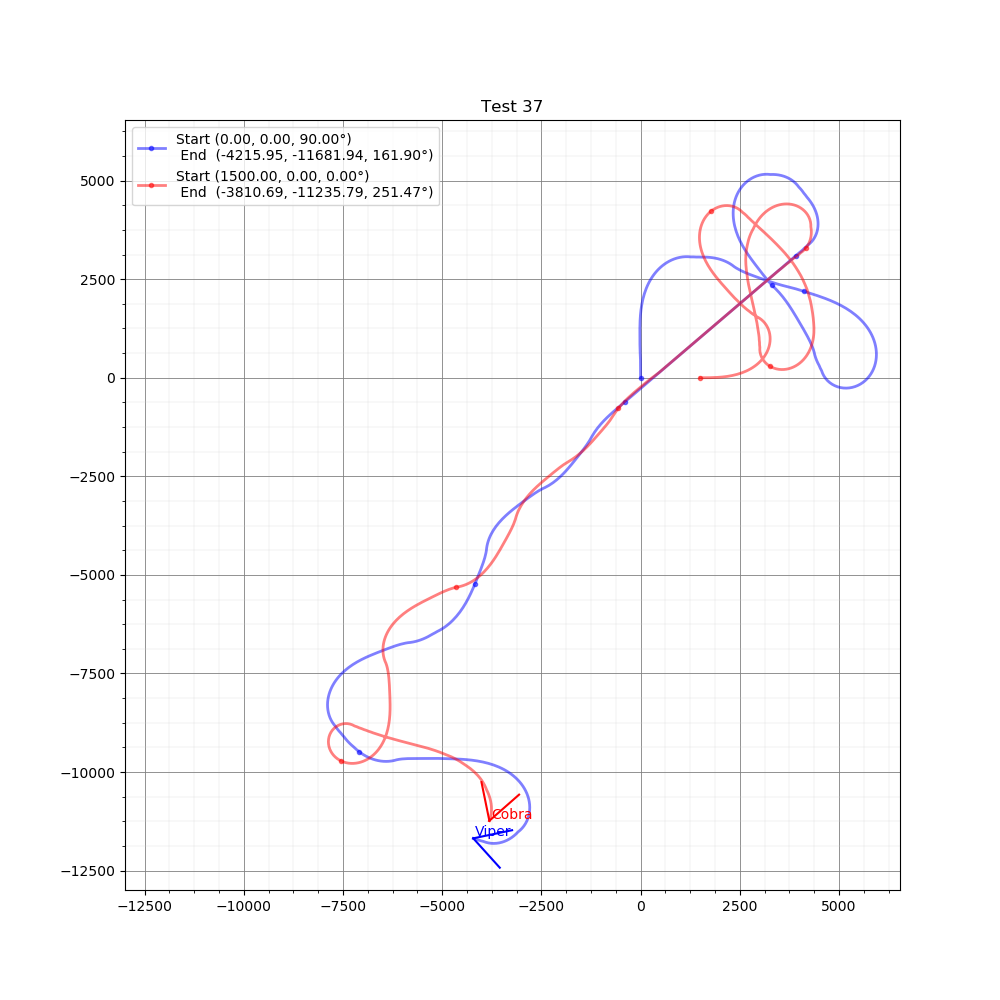 Test 37
Start (0.00, 0.00, 90.00°)
End (-4215.95, -11681.94, 161.90°)
Start (1500.00, 0.00, 0.00°)
End (-3810.69, -11235.79, 251.47°)
5000
2500
0
−2500
−5000
−7500
−10000
−12500
Cobra
Viper
−12500 −10000 −7500 −5000 −2500 0 2500 5000